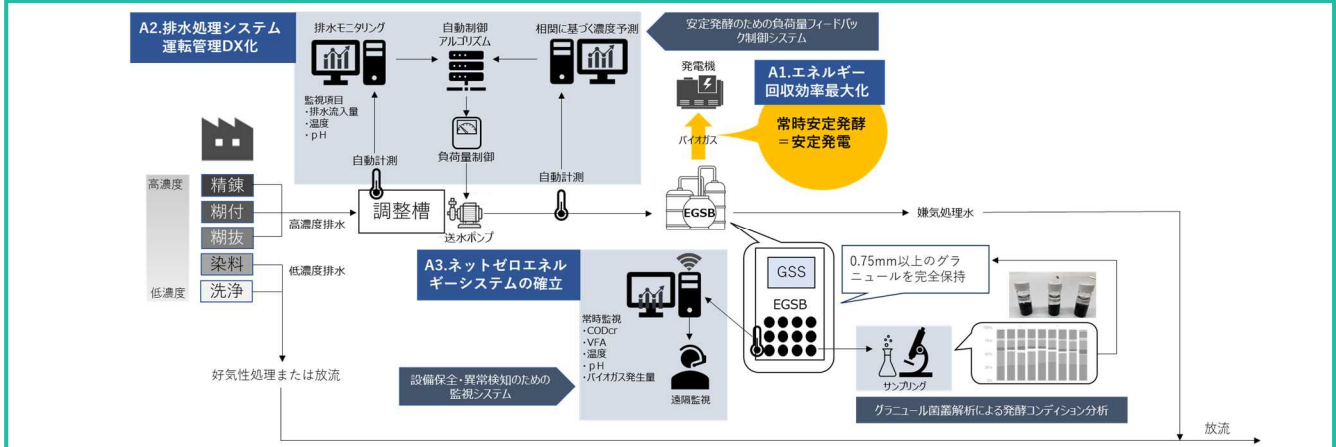 A2.排水処理システム
運転管理DX化
排水モニタリング
自動制御
アルゴリズム
相関に基づく濃度予測
安定発酵のための負荷量フィードバッ
ク制御システム
監視項目
・排水流入量
・温度
・pH
自動計測
負荷量制御
自動計測
発電機
A1.エネルギー
回収効率最大化
バイオガス
常時安定発酵
＝安定発電
高濃度
低濃度
精錬
糊付
糊抜
染料
洗浄
高濃度排水
低濃度排水
調整槽
送水ポンプ
EGSB
嫌気処理水
A3.ネットゼロエネル
ギーシステムの確立
常時監視
・CODcr
・VFA
・温度
・pH
・バイオガス発生量
遠隔監視
設備保全・異常検知のための
監視システム
GSS
EGSB
0.75mm以上のグラ
ニュールを完全保持
サンプリング
グラニュール菌叢解析による発酵コンディション分析
好気性処理または放流
放流